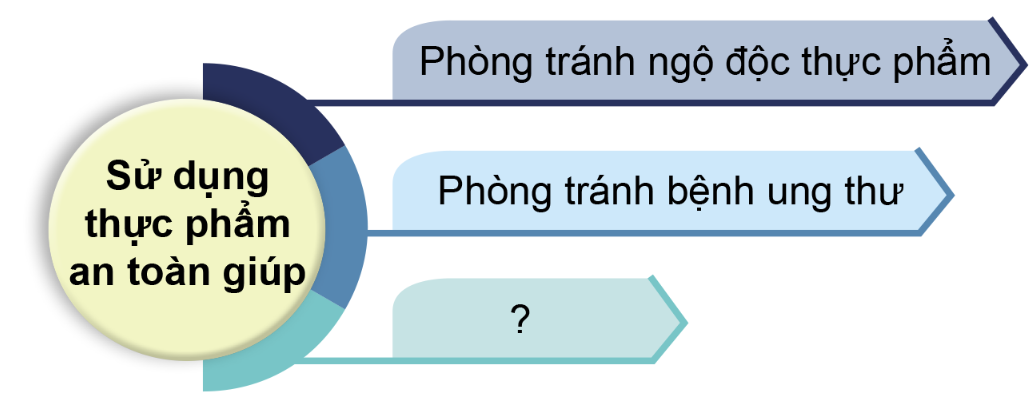 Phòng tránh ngộ độc thực phẩm
Sử dụng
thực phẩm
an toàn giúp
Phòng tránh bệnh ung thư
?